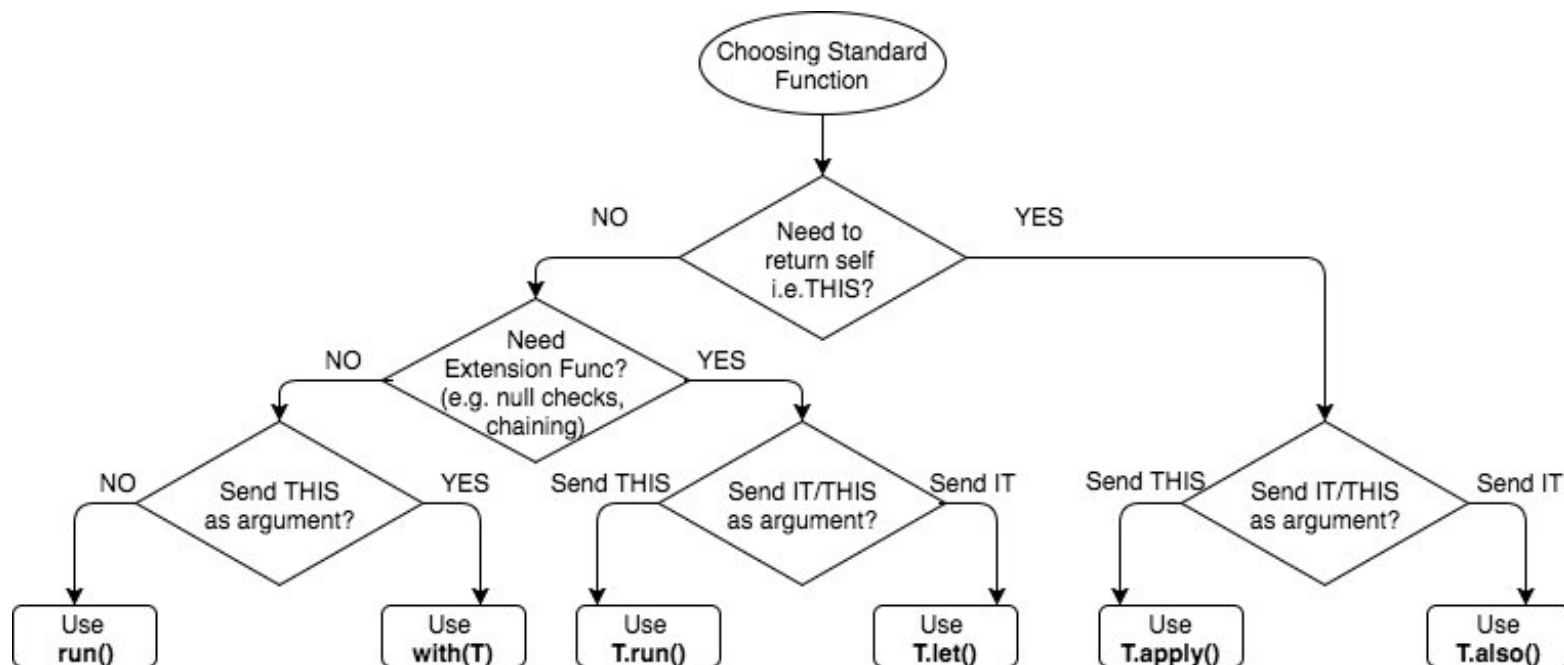 Choosing Standard
Function
NO
YES
Need to
return self
i.e.THIS?
NO
Need
Extension Func?
(e.g. null checks,
chaining)
YES
NO
Send THIS
as argument?
YES
Send THIS
Send IT/THIS
as argument?
Send IT
Send THIS
Send IT/THIS
as argument?
Send IT
Use
run()
Use
with(T)
Use
T.run()
Use
T.let()
Use
T.apply()
Use
T.also()